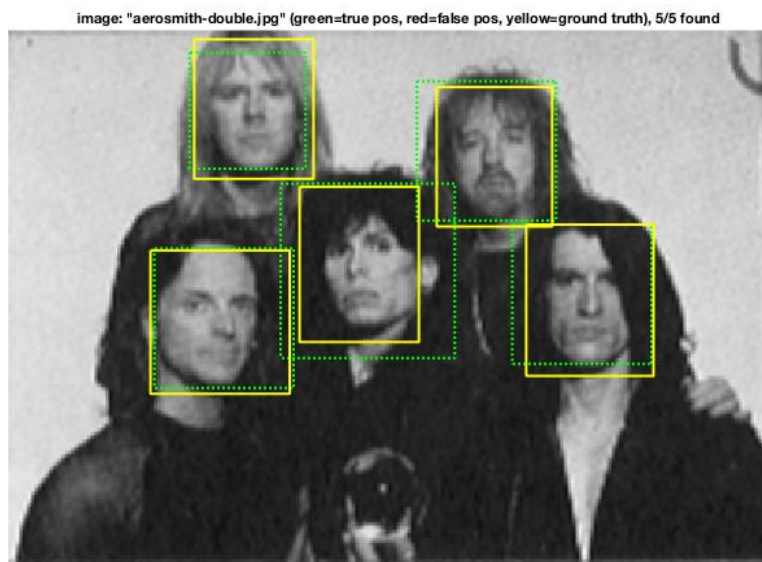 image: "aerosmith-double.jpg" (green=true pos, red=false pos, yellow=ground truth), 5/5 found